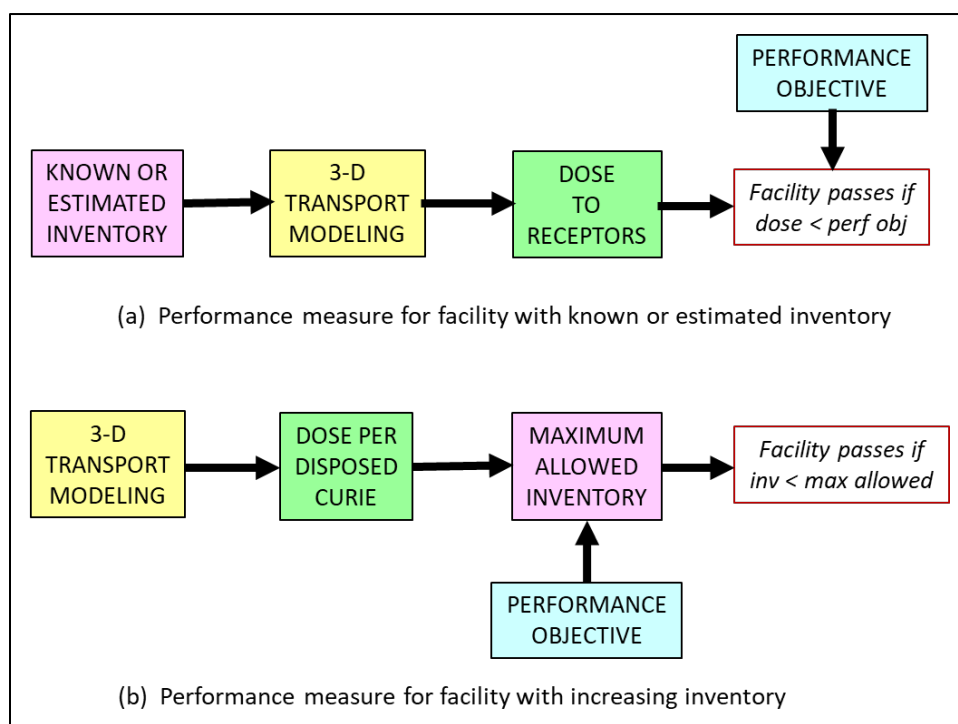 PERFORMANCE
OBJECTIVE
KNOWN OR
ESTIMATED
INVENTORY
3-D
TRANSPORT
MODELING
DOSE
TO
RECEPTORS
Facility passes if
dose < perf obj
(a) Performance measure for facility with known or estimated inventory
3-D
TRANSPORT
MODELING
DOSE PER
DISPOSED
CURIE
MAXIMUM
ALLOWED
INVENTORY
Facility passes if
inv < max allowed
PERFORMANCE
OBJECTIVE
(b) Performance measure for facility with increasing inventory